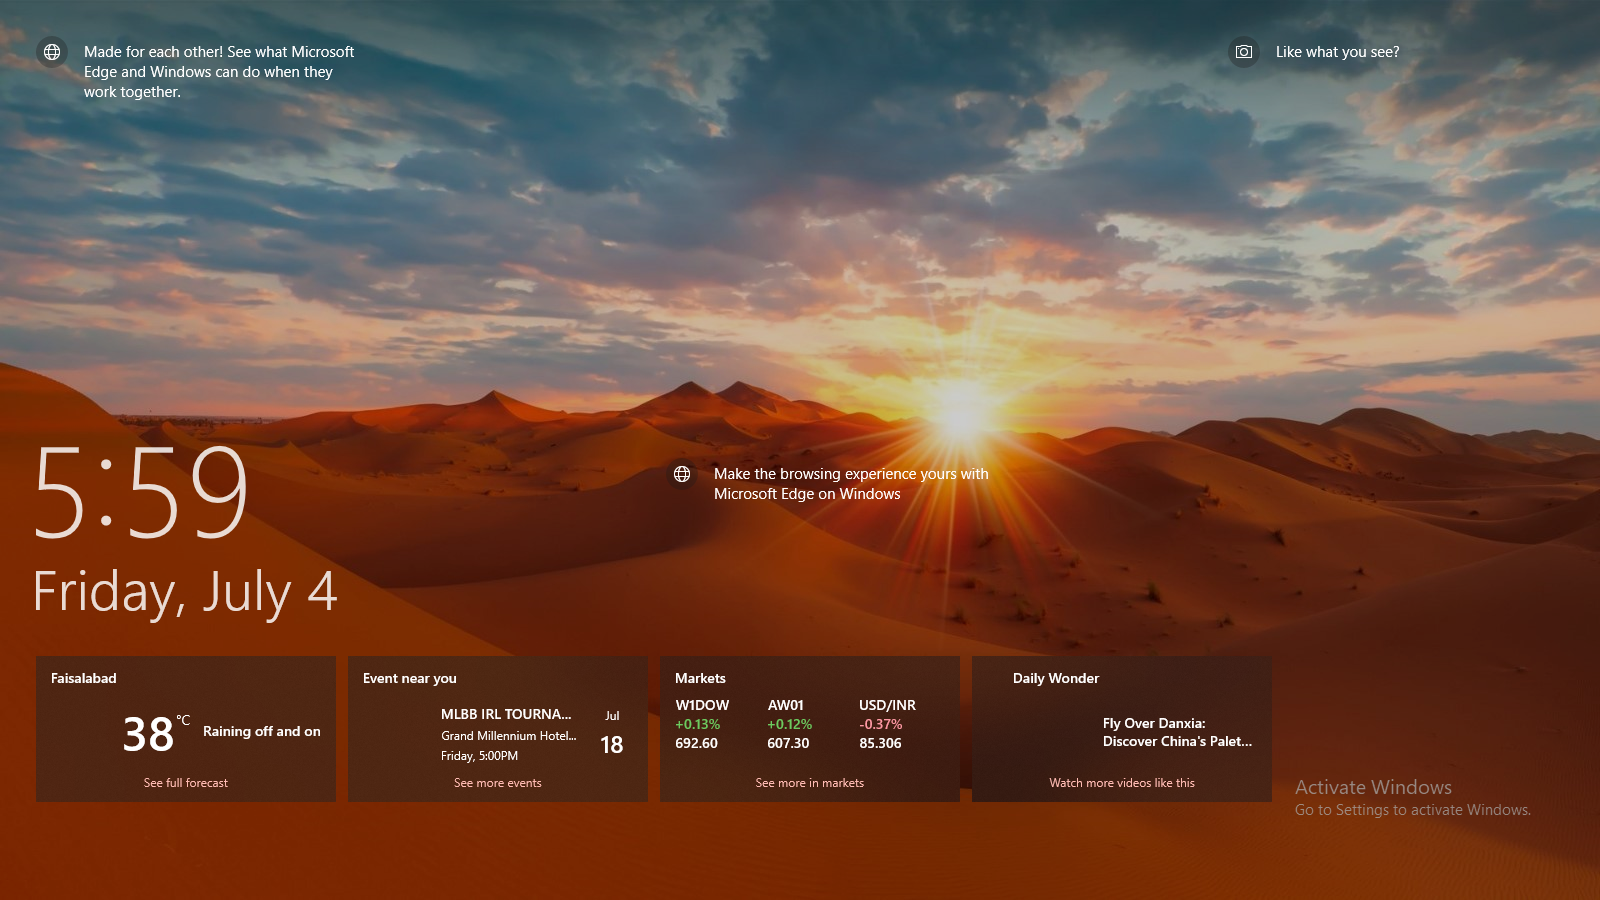 Made for each other! See what Microsoft
Edge and Windows can do when they
work together.
Like what you see?
Make the browsing experience yours with
Microsoft Edge on Windows
5:59
Friday, July 4
Faisalabad
38 °C Raining off and on
See full forecast
Event near you
MLBB IRL TOURNA...
Grand Millennium Hotel...
Friday, 5:00PM
Jul
18
See more events
Markets
W1DOW AW01 USD/INR
+0.13% +0.12% -0.37%
692.60 607.30 85.306
See more in markets
Daily Wonder
Fly Over Danxia:
Discover China's Palet...
Watch more videos like this
Activate Windows
Go to Settings to activate Windows.